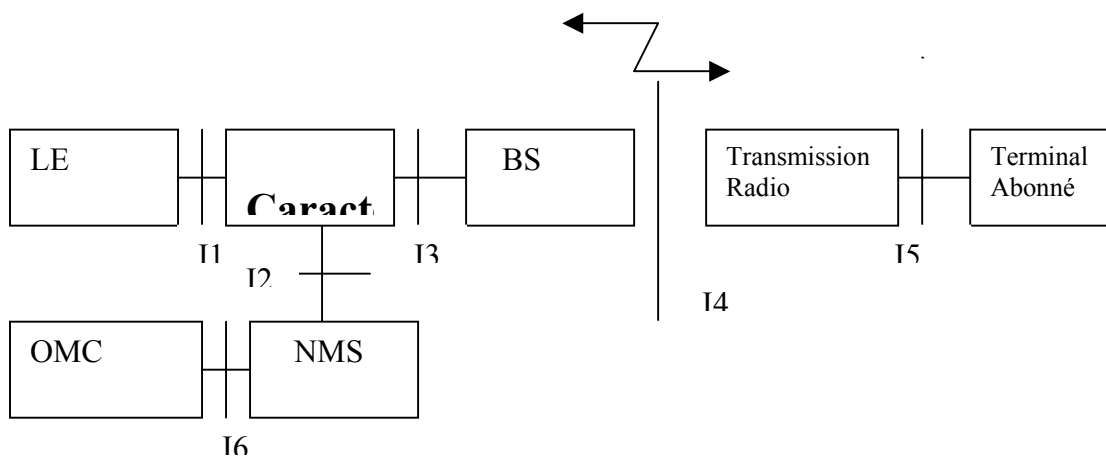 LE
BS
Transmission
Radio
Terminal
Abonné
I1
I2
I3
I4
I5
OMC
NMS
I6